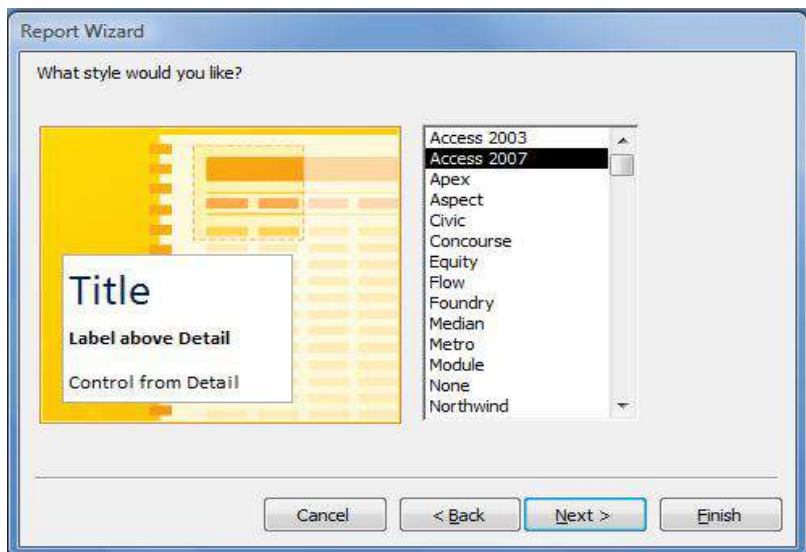 Report Wizard
What style would you like?
Title
Label above Detail
Control from Detail
Access 2003
Access 2007
Apex
Aspect
Civic
Concourse
Equity
Flow
Foundry
Median
Metro
Module
None
Northwind
Cancel
< Back
Next >
Finish